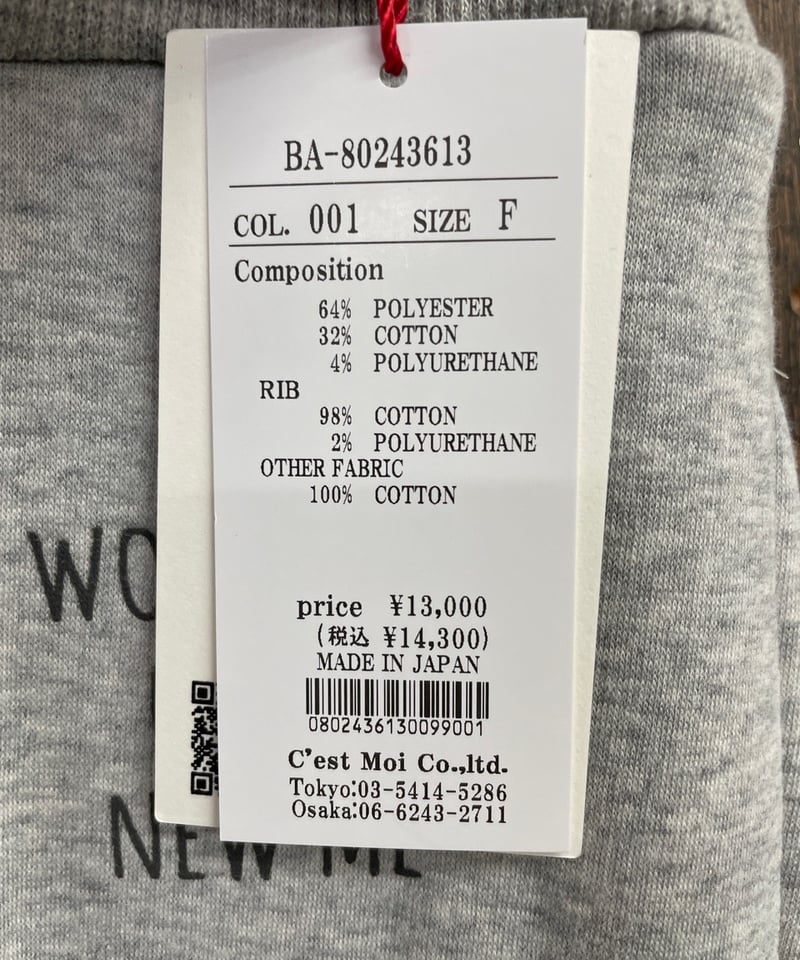 BA-80243613
COL. 001 SIZE F
Composition
64% POLYESTER
32% COTTON
4% POLYURETHANE
RIB
98% COTTON
2% POLYURETHANE
OTHER FABRIC
100% COTTON
price ¥13,000
(税込 ¥14,300)
MADE IN JAPAN
0802436130099001
C'est Moi Co.,ltd.
Tokyo:03-5414-5286
Osaka:06-6243-2711
NEW ME